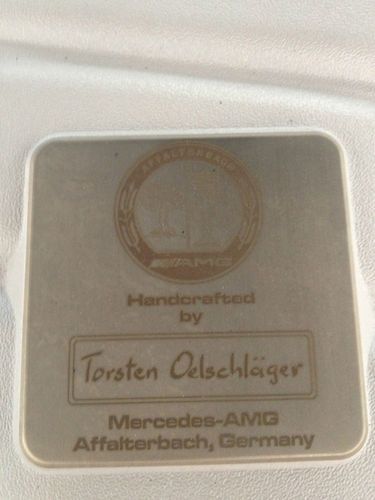 AFFALTERBACH
AMG
Handcrafted
by
Torsten Oelschläger
Mercedes-AMG
Affalterbach, Germany